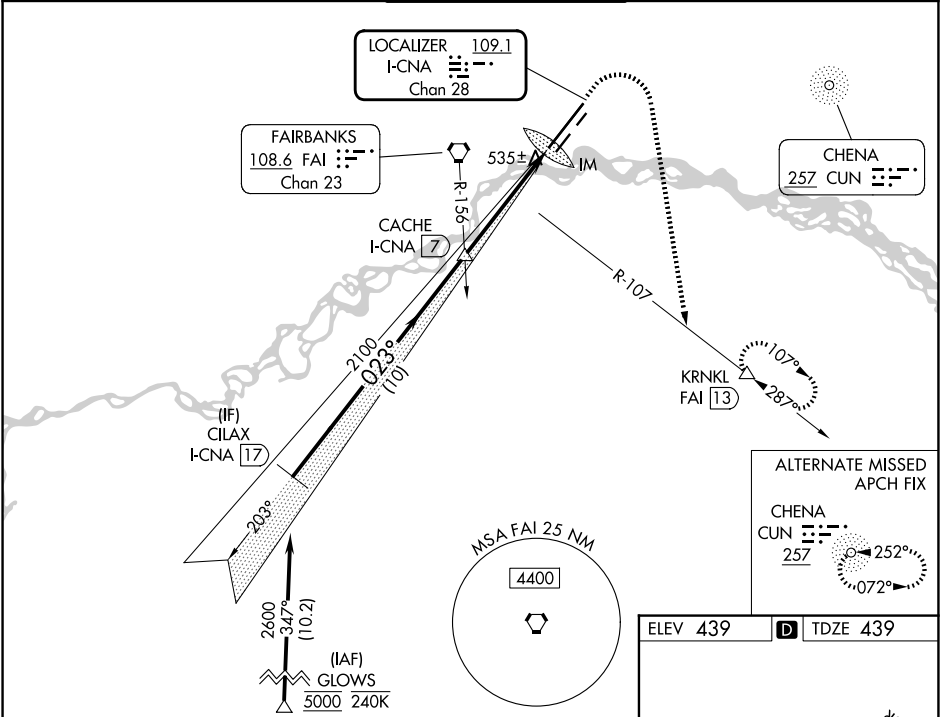 LOCALIZER 109.1
I-CNA
Chan 28
FAIRBANKS
108.6 FAI
Chan 23
535±
IM
CHENA
257 CUN
R-156
CACHE
I-CNA 7
R-107
2100
023°
(10)
KRNKL
FAI 13
107°
287°
(IF)
CILAX
I-CNA 17
203°
ALTERNATE MISSED
APCH FIX
CHENA
CUN
257
252°
072°
MSA FAI 25 NM
4400
2600
347°
(10.2)
(IAF)
GLOWS
5000 240K
ELEV 439 D TDZE 439